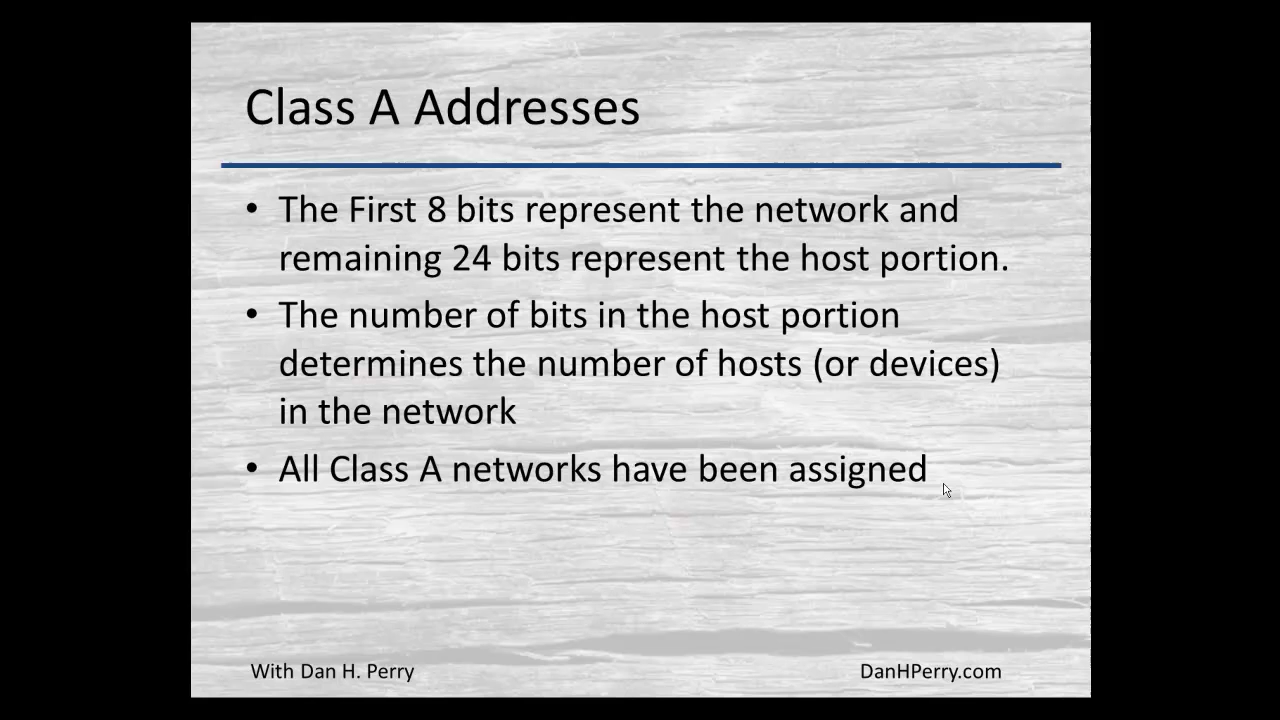 Class A Addresses
• The First 8 bits represent the network and
remaining 24 bits represent the host portion.
• The number of bits in the host portion
determines the number of hosts (or devices)
in the network
• All Class A networks have been assigned
With Dan H. Perry
DanHPerry.com